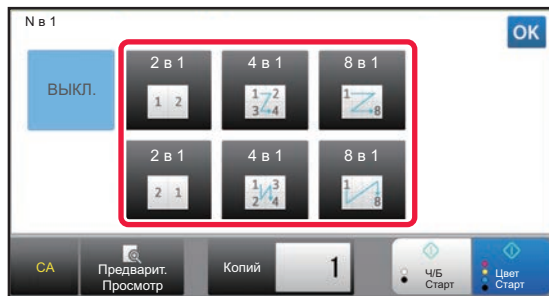 N в 1
OK
ВЫКЛ.
2 в 1
4 в 1
8 в 1
1 2
1 2
3 4
1
8
2 в 1
4 в 1
8 в 1
2 1
1 3
2 4
1
8
CA
Предварит.
Просмотр
Копий
1
Ч/Б
Старт
Цвет
Старт